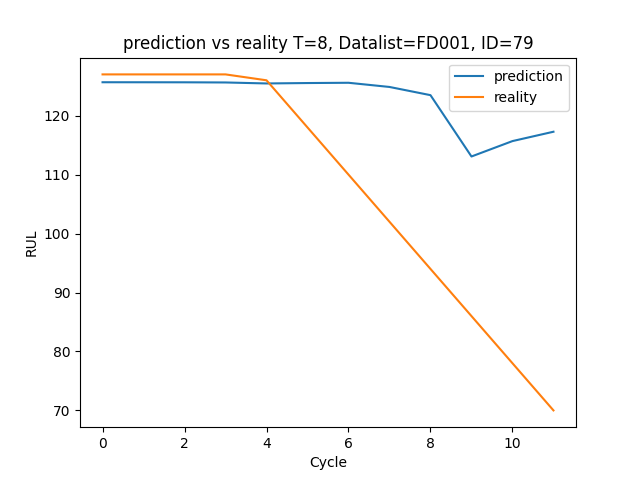 prediction vs reality T=8, Datalist=FD001, ID=79
prediction
reality
120
110
100
90
80
70
RUL
0 2 4 6 8 10
Cycle